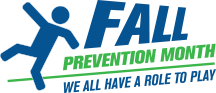 FALL
PREVENTION MONTH
WE ALL HAVE A ROLE TO PLAY